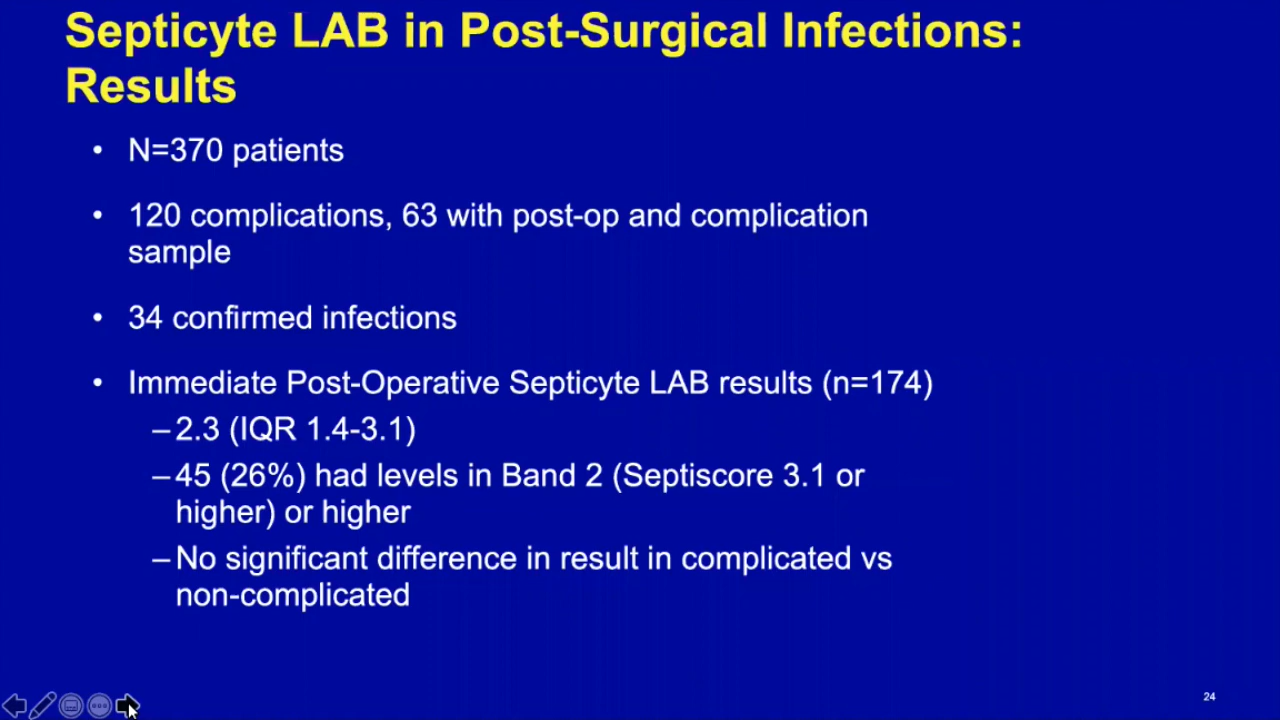 Septicyte LAB in Post-Surgical Infections:
Results
• N=370 patients
• 120 complications, 63 with post-op and complication
sample
• 34 confirmed infections
• Immediate Post-Operative Septicyte LAB results (n=174)
–2.3 (IQR 1.4-3.1)
–45 (26%) had levels in Band 2 (Septiscore 3.1 or
higher) or higher
–No significant difference in result in complicated vs
non-complicated
24